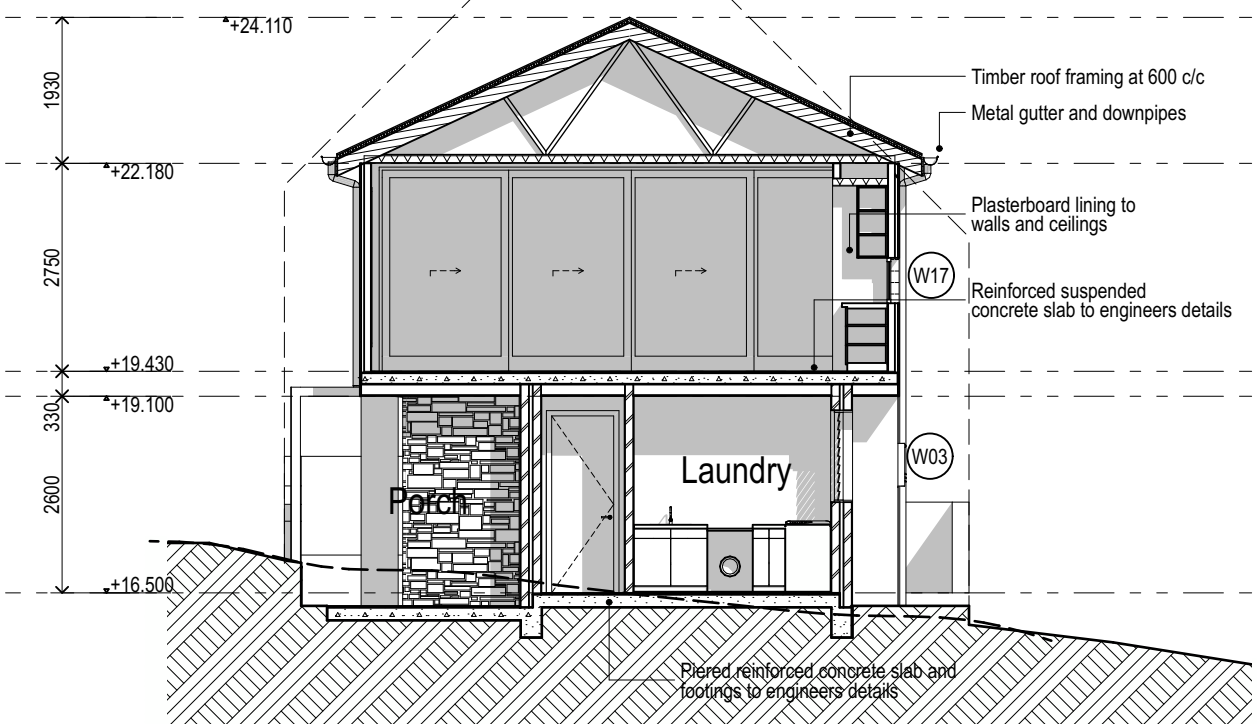 +24.110
1930
Timber roof framing at 600 c/c
Metal gutter and downpipes
+22.180
2750
Plasterboard lining to
walls and ceilings
W17
Reinforced suspended
concrete slab to engineers details
+19.430
330
+19.100
2600
Porch
Laundry
W03
+16.500
Piered reinforced concrete slab and
footings to engineers details